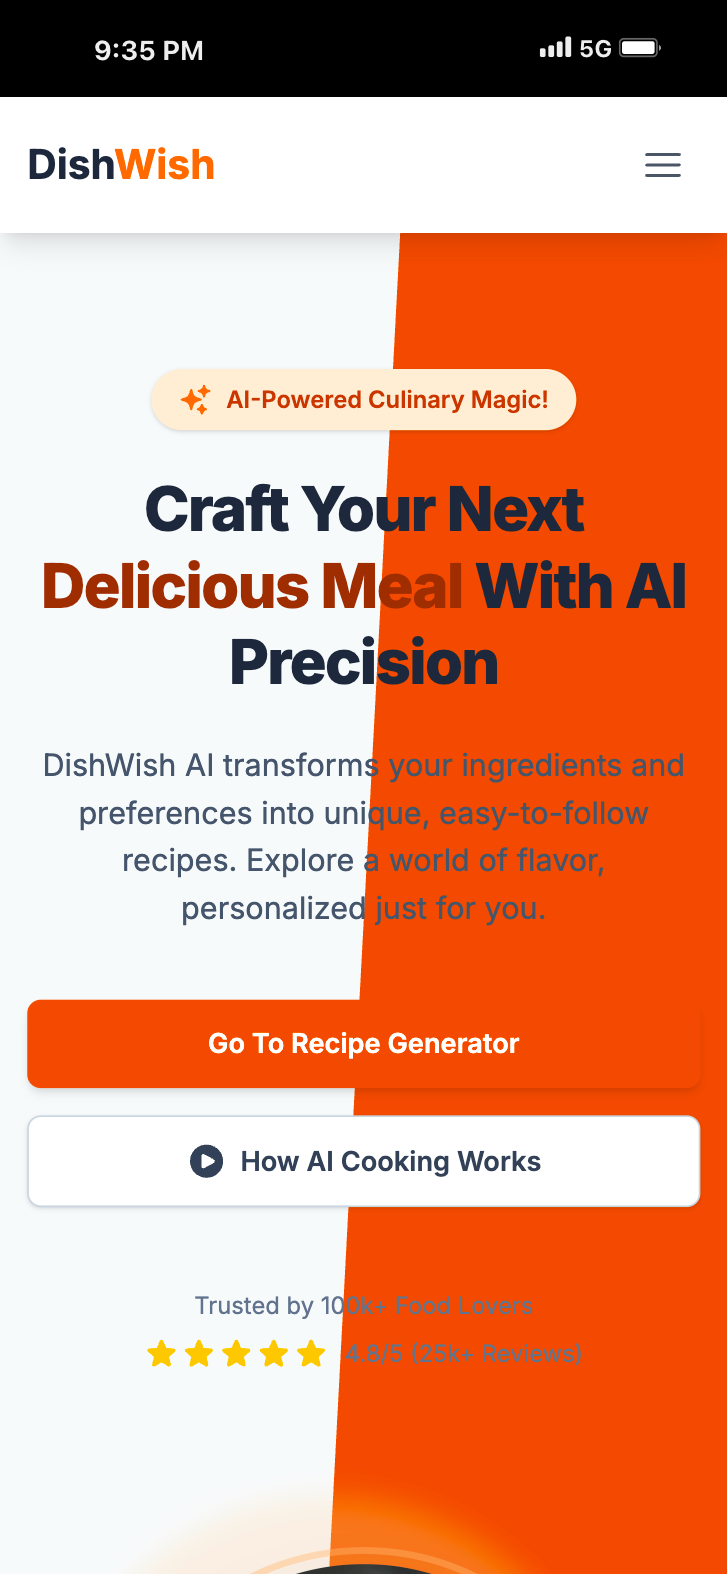 9:35 PM
5G
DishWish
AI-Powered Culinary Magic!
Craft Your Next
Delicious Meal With AI
Precision
DishWish AI transforms your ingredients and
preferences into unique, easy-to-follow
recipes. Explore a world of flavor,
personalized just for you.
Go To Recipe Generator
How AI Cooking Works
Trusted by 100k+ Food Lovers
4.8/5 (25k+ Reviews)